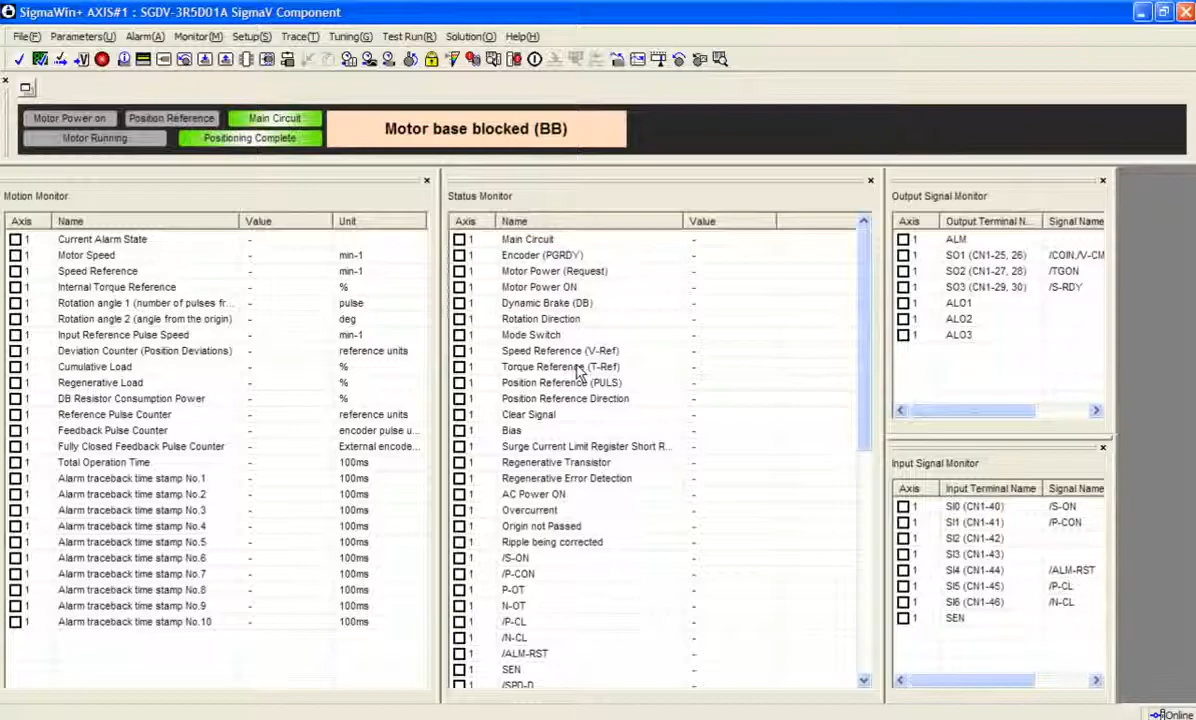 SigmaWin+ AXIS#1 : SGDV-3R5D01A SigmaV Component
File(F) Parameters(U) Alarm(A) Monitor(M) Setup(S) Trace(T) Tuning(G) Test Run(R) Solution(O) Help(H)
Motor Power on Position Reference Main Circuit
Motor base blocked (BB)
Motor Running Positioning Complete
Motion Monitor
Axis Name Value Unit
1 Current Alarm State -
1 Motor Speed - min-1
1 Speed Reference - min-1
1 Internal Torque Reference - %
1 Rotation angle 1 (number of pulses fr... - pulse
1 Rotation angle 2 (angle from the origin) - deg
1 Input Reference Pulse Speed - min-1
1 Deviation Counter (Position Deviations) - reference units
1 Cumulative Load - %
1 Regenerative Load - %
1 DB Resistor Consumption Power - %
1 Reference Pulse Counter - reference units
1 Feedback Pulse Counter - encoder pulse u...
1 Fully Closed Feedback Pulse Counter - External encode...
1 Total Operation Time - 100ms
1 Alarm traceback time stamp No.1 - 100ms
1 Alarm traceback time stamp No.2 - 100ms
1 Alarm traceback time stamp No.3 - 100ms
1 Alarm traceback time stamp No.4 - 100ms
1 Alarm traceback time stamp No.5 - 100ms
1 Alarm traceback time stamp No.6 - 100ms
1 Alarm traceback time stamp No.7 - 100ms
1 Alarm traceback time stamp No.8 - 100ms
1 Alarm traceback time stamp No.9 - 100ms
1 Alarm traceback time stamp No.10 - 100ms
Status Monitor
Axis Name Value
1 Main Circuit -
1 Encoder (PGRDY) -
1 Motor Power (Request) -
1 Motor Power ON -
1 Dynamic Brake (DB) -
1 Rotation Direction -
1 Mode Switch -
1 Speed Reference (V-Ref) -
1 Torque Reference (T-Ref) -
1 Position Reference (PULS) -
1 Position Reference Direction -
1 Clear Signal -
1 Bias -
1 Surge Current Limit Register Short R... -
1 Regenerative Transistor -
1 Regenerative Error Detection -
1 AC Power ON -
1 Overcurrent -
1 Origin not Passed -
1 Ripple being corrected -
1 /S-ON -
1 /P-CON -
1 P-OT -
1 N-OT -
1 /P-CL -
1 /N-CL -
1 /ALM-RST -
1 SEN -
1 /SPD-D -
Output Signal Monitor
Axis Output Terminal N... Signal Name
1 ALM
1 SO1 (CN1-25, 26) /COIN,/V-CM
1 SO2 (CN1-27, 28) /TGON
1 SO3 (CN1-29, 30) /S-RDY
1 ALO1
1 ALO2
1 ALO3
Input Signal Monitor
Axis Input Terminal Name Signal Name
1 SI0 (CN1-40) /S-ON
1 SI1 (CN1-41) /P-CON
1 SI2 (CN1-42)
1 SI3 (CN1-43)
1 SI4 (CN1-44) /ALM-RST
1 SI5 (CN1-45) /P-CL
1 SI6 (CN1-46) /N-CL
1 SEN
Online